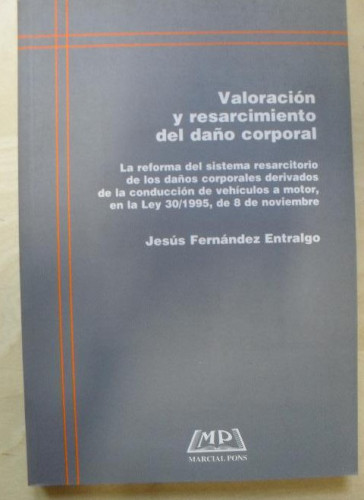 Valoración
y resarcimiento
del daño corporal
La reforma del sistema resarcitorio
de los daños corporales derivados
de la conducción de vehículos a motor,
en la Ley 30/1995, de 8 de noviembre
Jesús Fernández Entralgo
MP
MARCIAL PONS